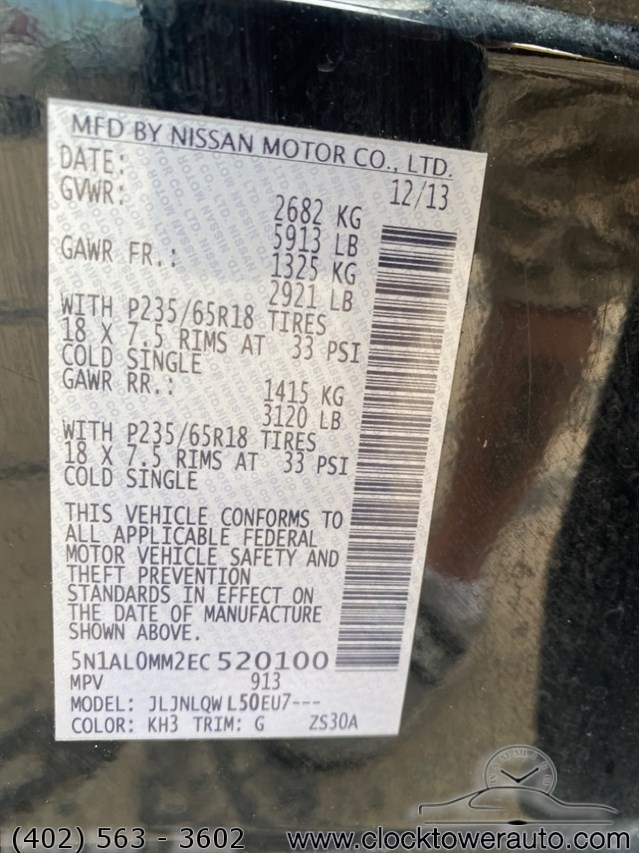 MFD BY NISSAN MOTOR CO., LTD.
DATE: 12/13
GVWR: 2682 KG
5913 LB
GAWR FR.: 1325 KG
2921 LB
WITH P235/65R18 TIRES
18 X 7.5 RIMS AT 33 PSI
COLD SINGLE
GAWR RR.: 1415 KG
3120 LB
WITH P235/65R18 TIRES
18 X 7.5 RIMS AT 33 PSI
COLD SINGLE
THIS VEHICLE CONFORMS TO
ALL APPLICABLE FEDERAL
MOTOR VEHICLE SAFETY AND
THEFT PREVENTION
STANDARDS IN EFFECT ON
THE DATE OF MANUFACTURE
SHOWN ABOVE.
5N1AL0MM2EC 520100
MPV 913
MODEL: JLJNLQW L50EU7---
COLOR: KH3 TRIM: G ZS30A
(402) 563 - 3602 www.clocktowerauto.com